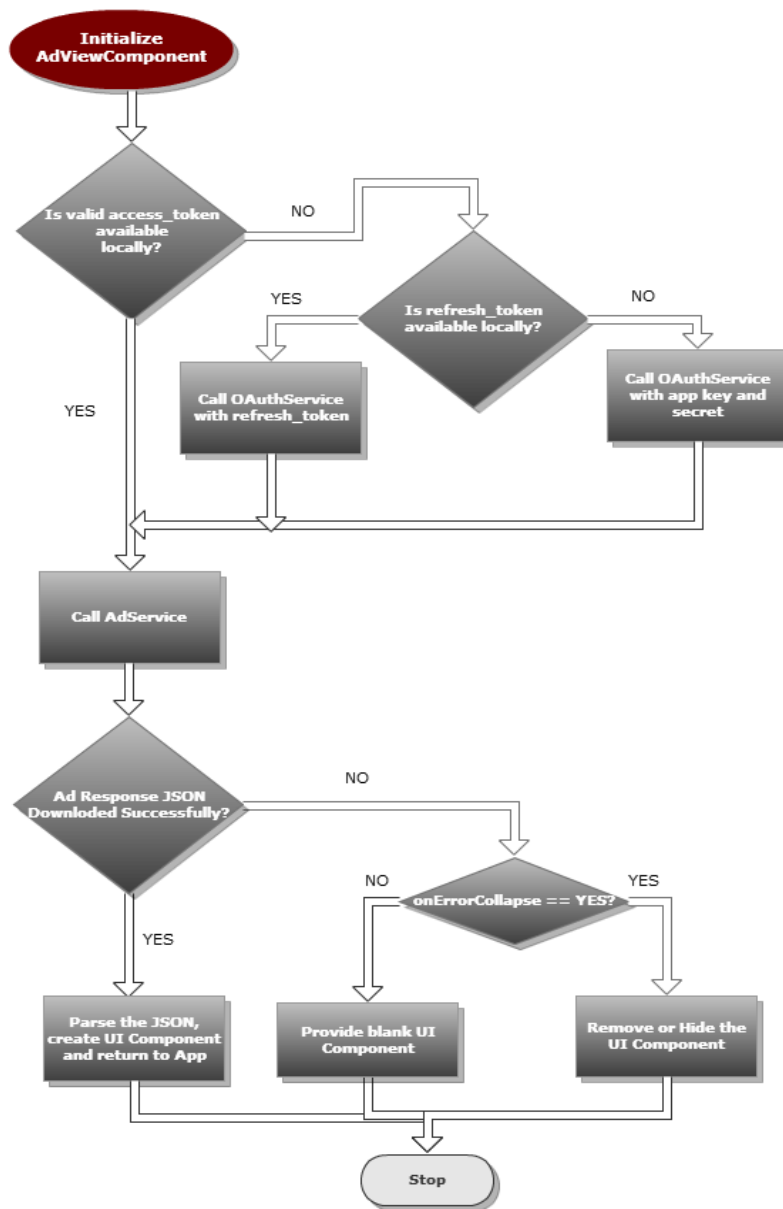 Initialize
AdViewComponent
Is valid access_token
available
locally?
NO
Is refresh_token
available locally?
YES
NO
Call OAuthService
with refresh_token
Call OAuthService
with app key and
secret
YES
Call AdService
Ad Response JSON
Downloded Successfully?
NO
onErrorCollapse == YES?
NO
YES
YES
Parse the JSON,
create UI Component
and return to App
Provide blank UI
Component
Remove or Hide the
UI Component
Stop